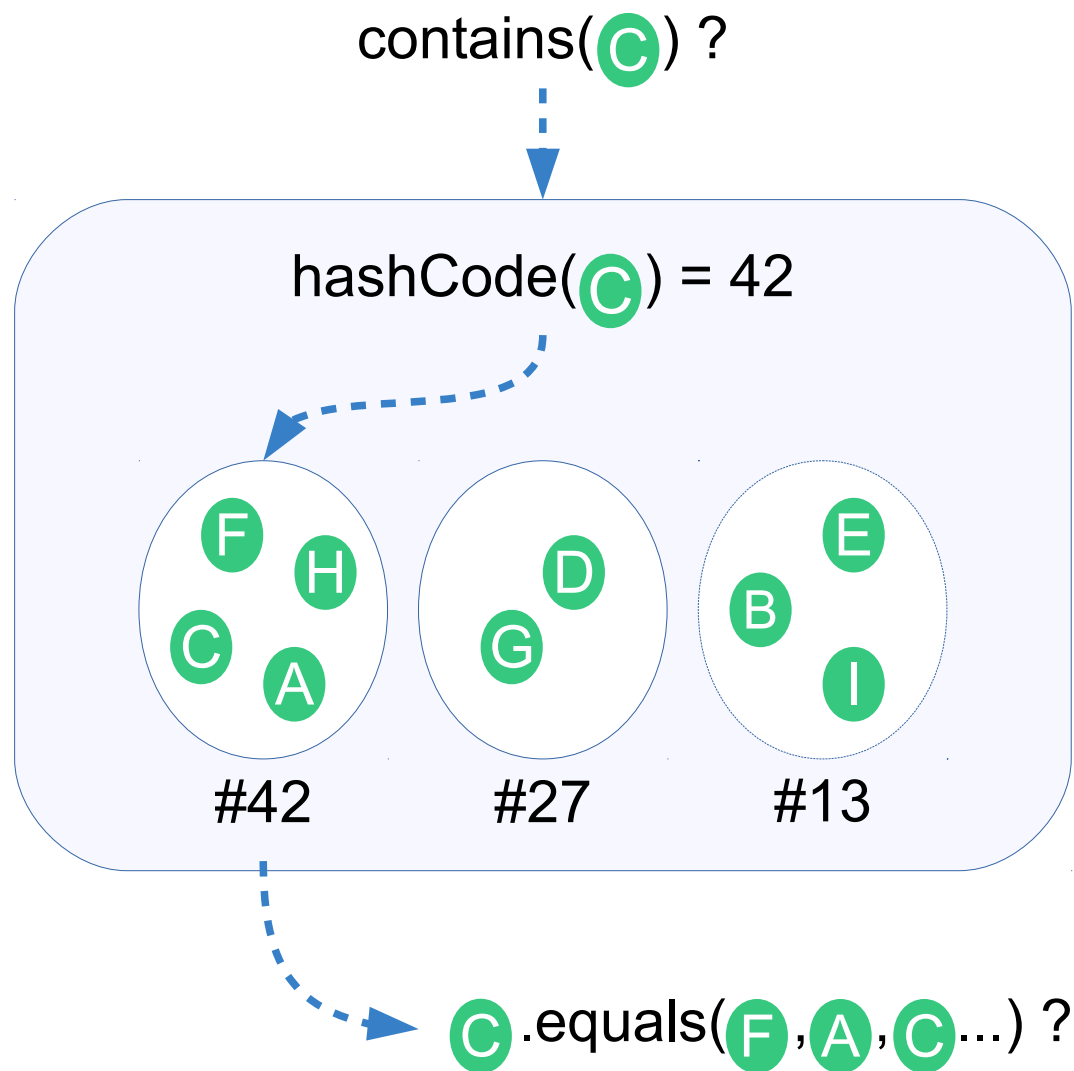 contains(C) ?
hashCode(C) = 42
F
H
C
A
D
G
E
B
I
#42 #27 #13
C.equals(F,A,C...) ?